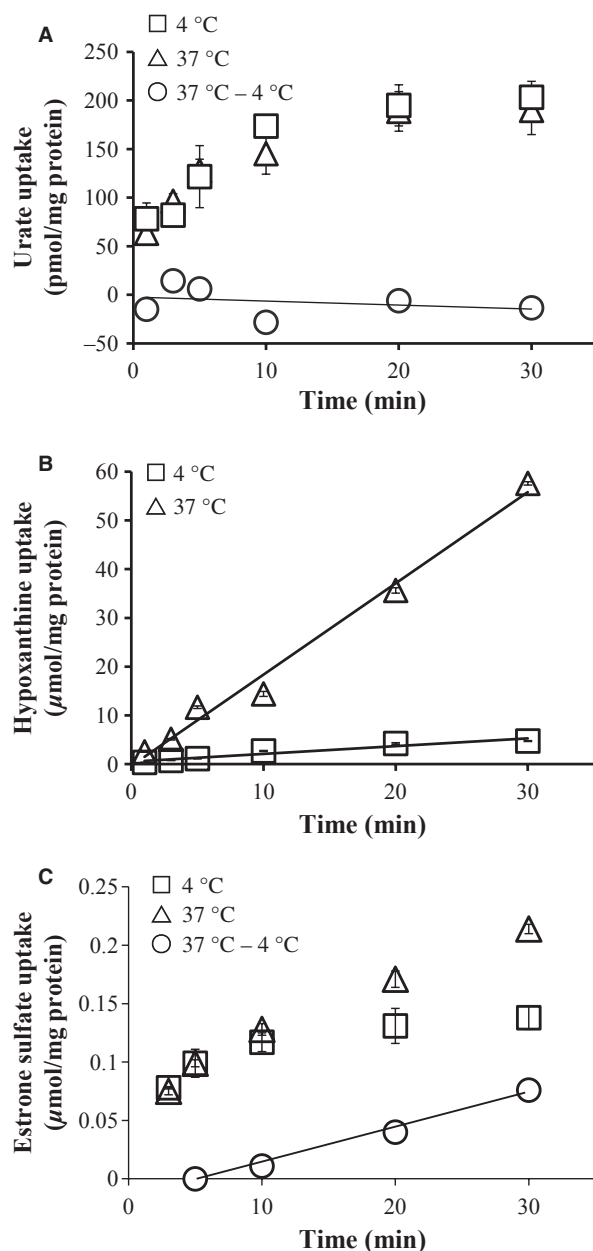 A
4 °C
37 °C
37 °C – 4 °C
Urate uptake
(pmol/mg protein)
250
200
150
100
50
0
–50
0
10
20
30
Time (min)
B
4 °C
37 °C
Hypoxanthine uptake
(µmol/mg protein)
60
50
40
30
20
10
0
0
10
20
30
Time (min)
C
4 °C
37 °C
37 °C – 4 °C
Estrone sulfate uptake
(µmol/mg protein)
0.25
0.2
0.15
0.1
0.05
0
0
10
20
30
Time (min)